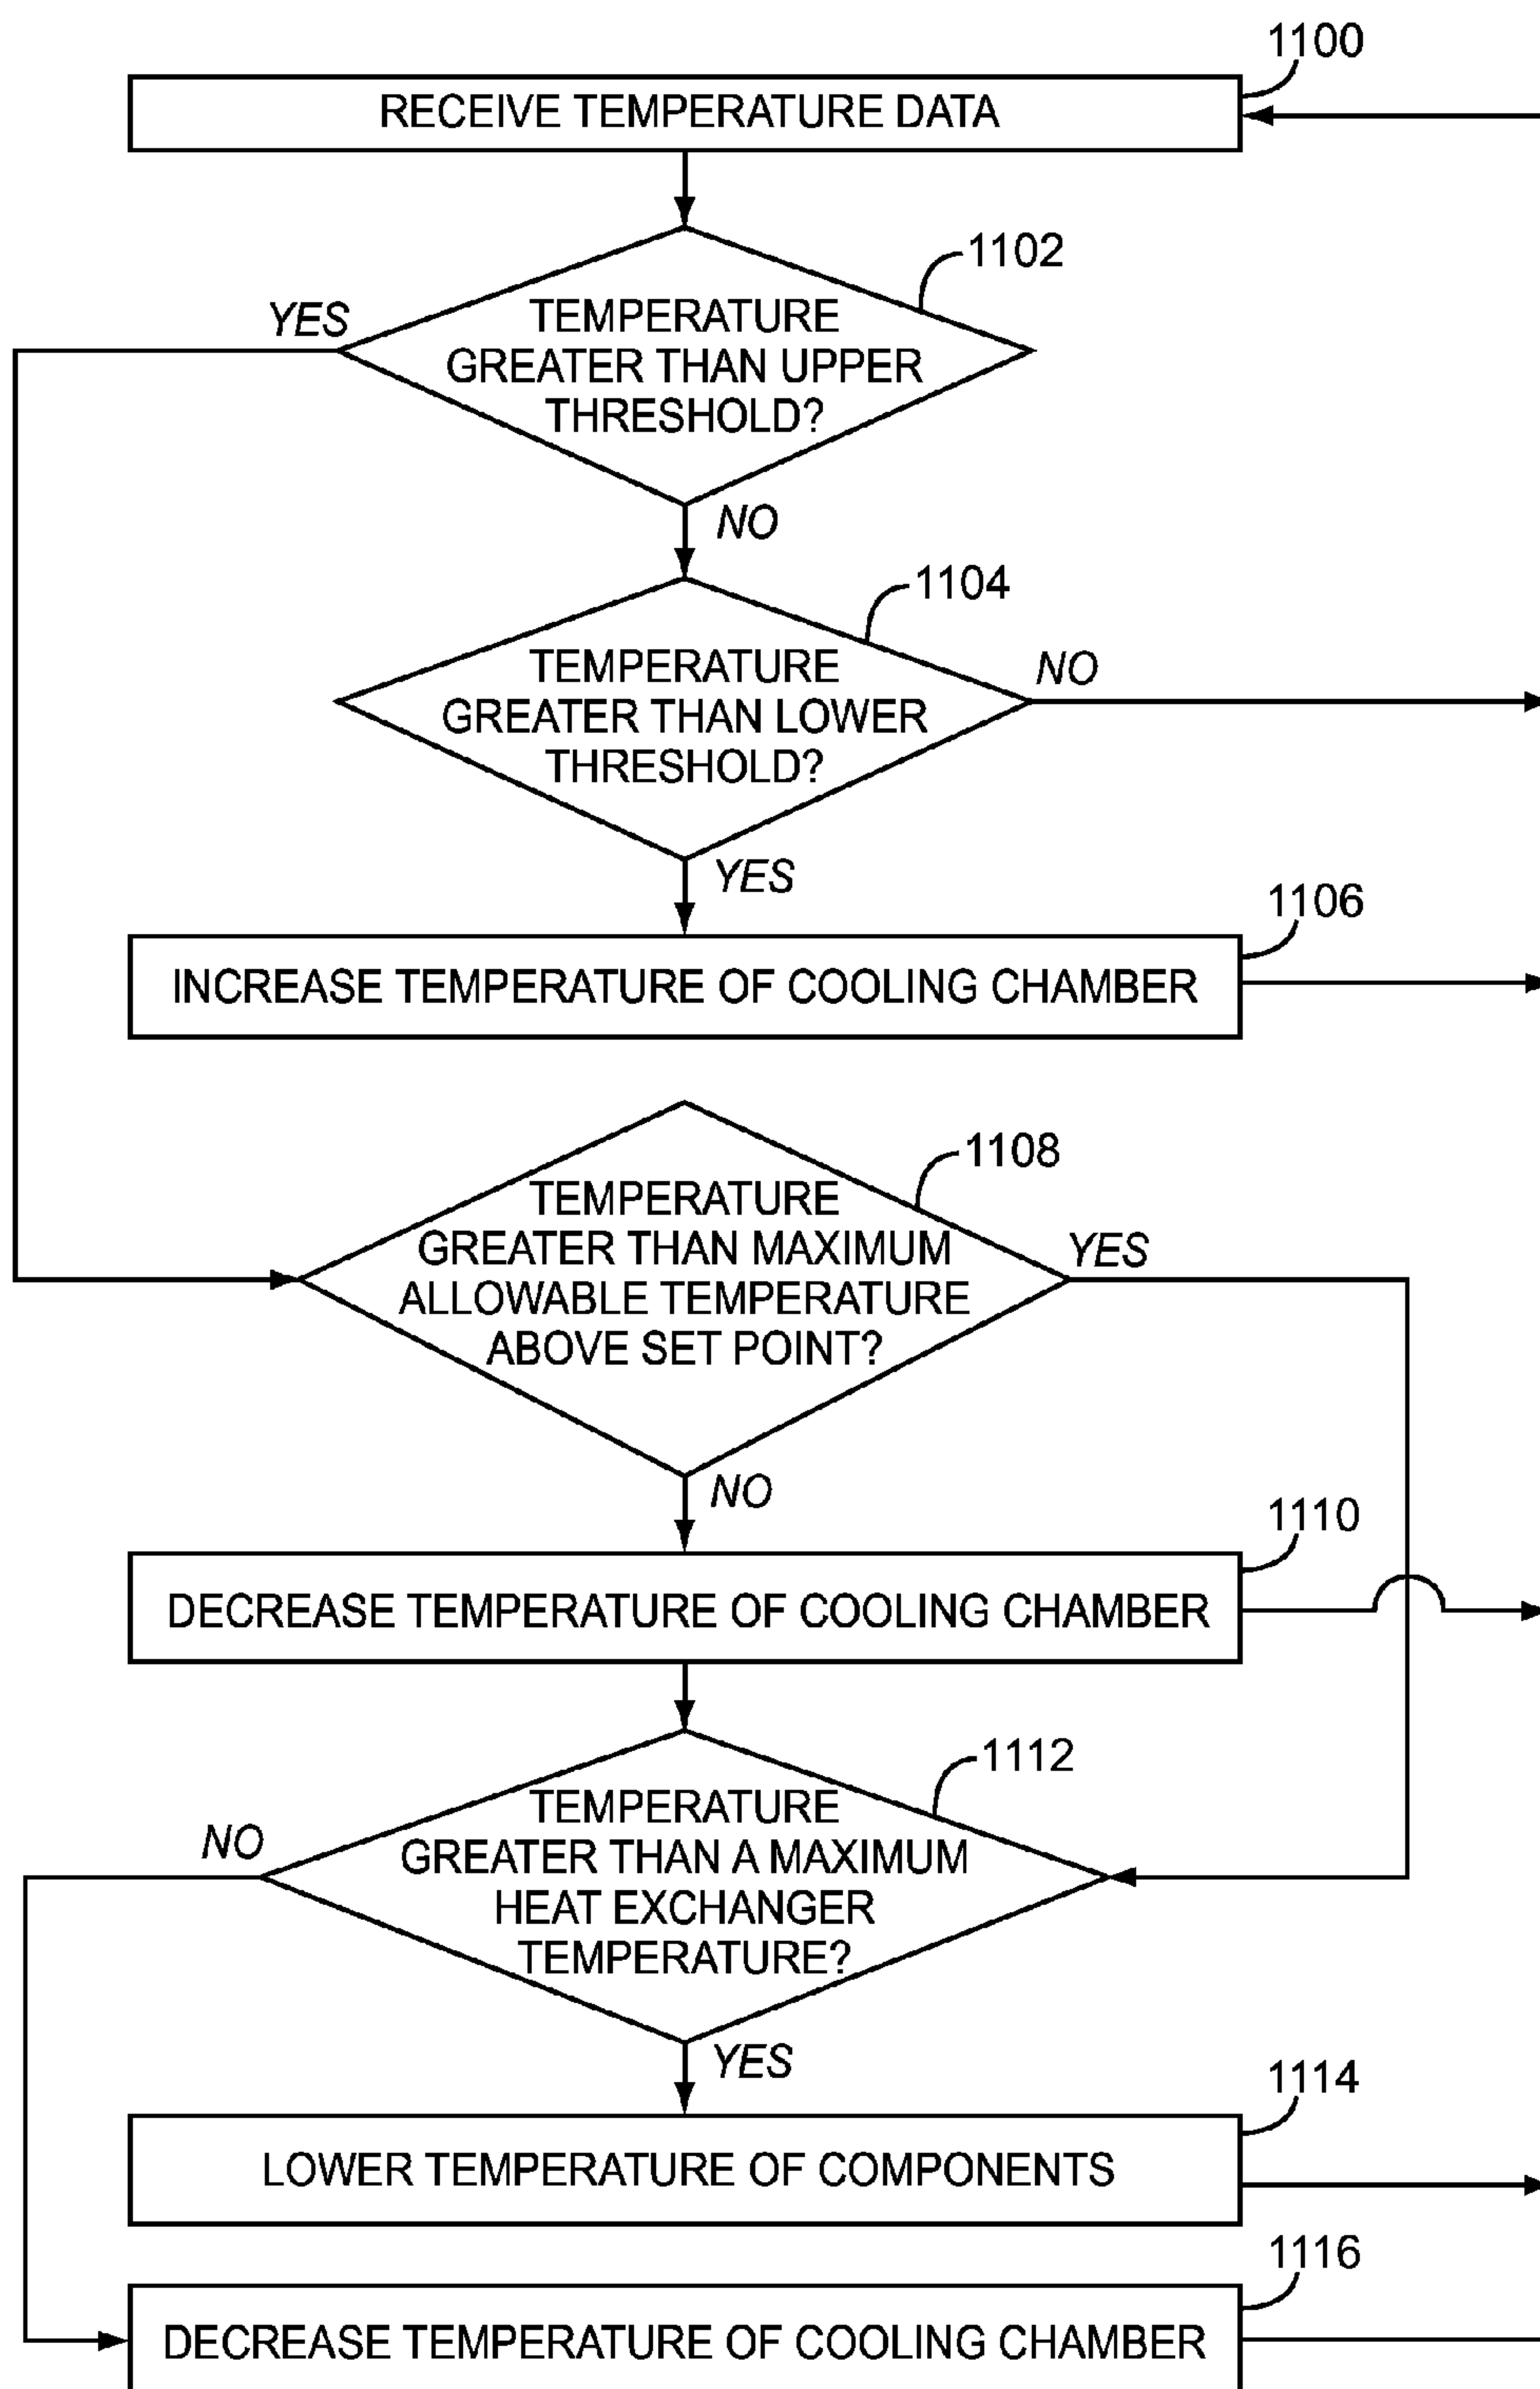 1100
RECEIVE TEMPERATURE DATA
1102
YES
TEMPERATURE
GREATER THAN UPPER
THRESHOLD?
NO
1104
TEMPERATURE
GREATER THAN LOWER
THRESHOLD?
NO
YES
1106
INCREASE TEMPERATURE OF COOLING CHAMBER
1108
TEMPERATURE
GREATER THAN MAXIMUM
ALLOWABLE TEMPERATURE
ABOVE SET POINT?
YES
NO
1110
DECREASE TEMPERATURE OF COOLING CHAMBER
1112
TEMPERATURE
GREATER THAN A MAXIMUM
HEAT EXCHANGER
TEMPERATURE?
NO
YES
1114
LOWER TEMPERATURE OF COMPONENTS
1116
DECREASE TEMPERATURE OF COOLING CHAMBER